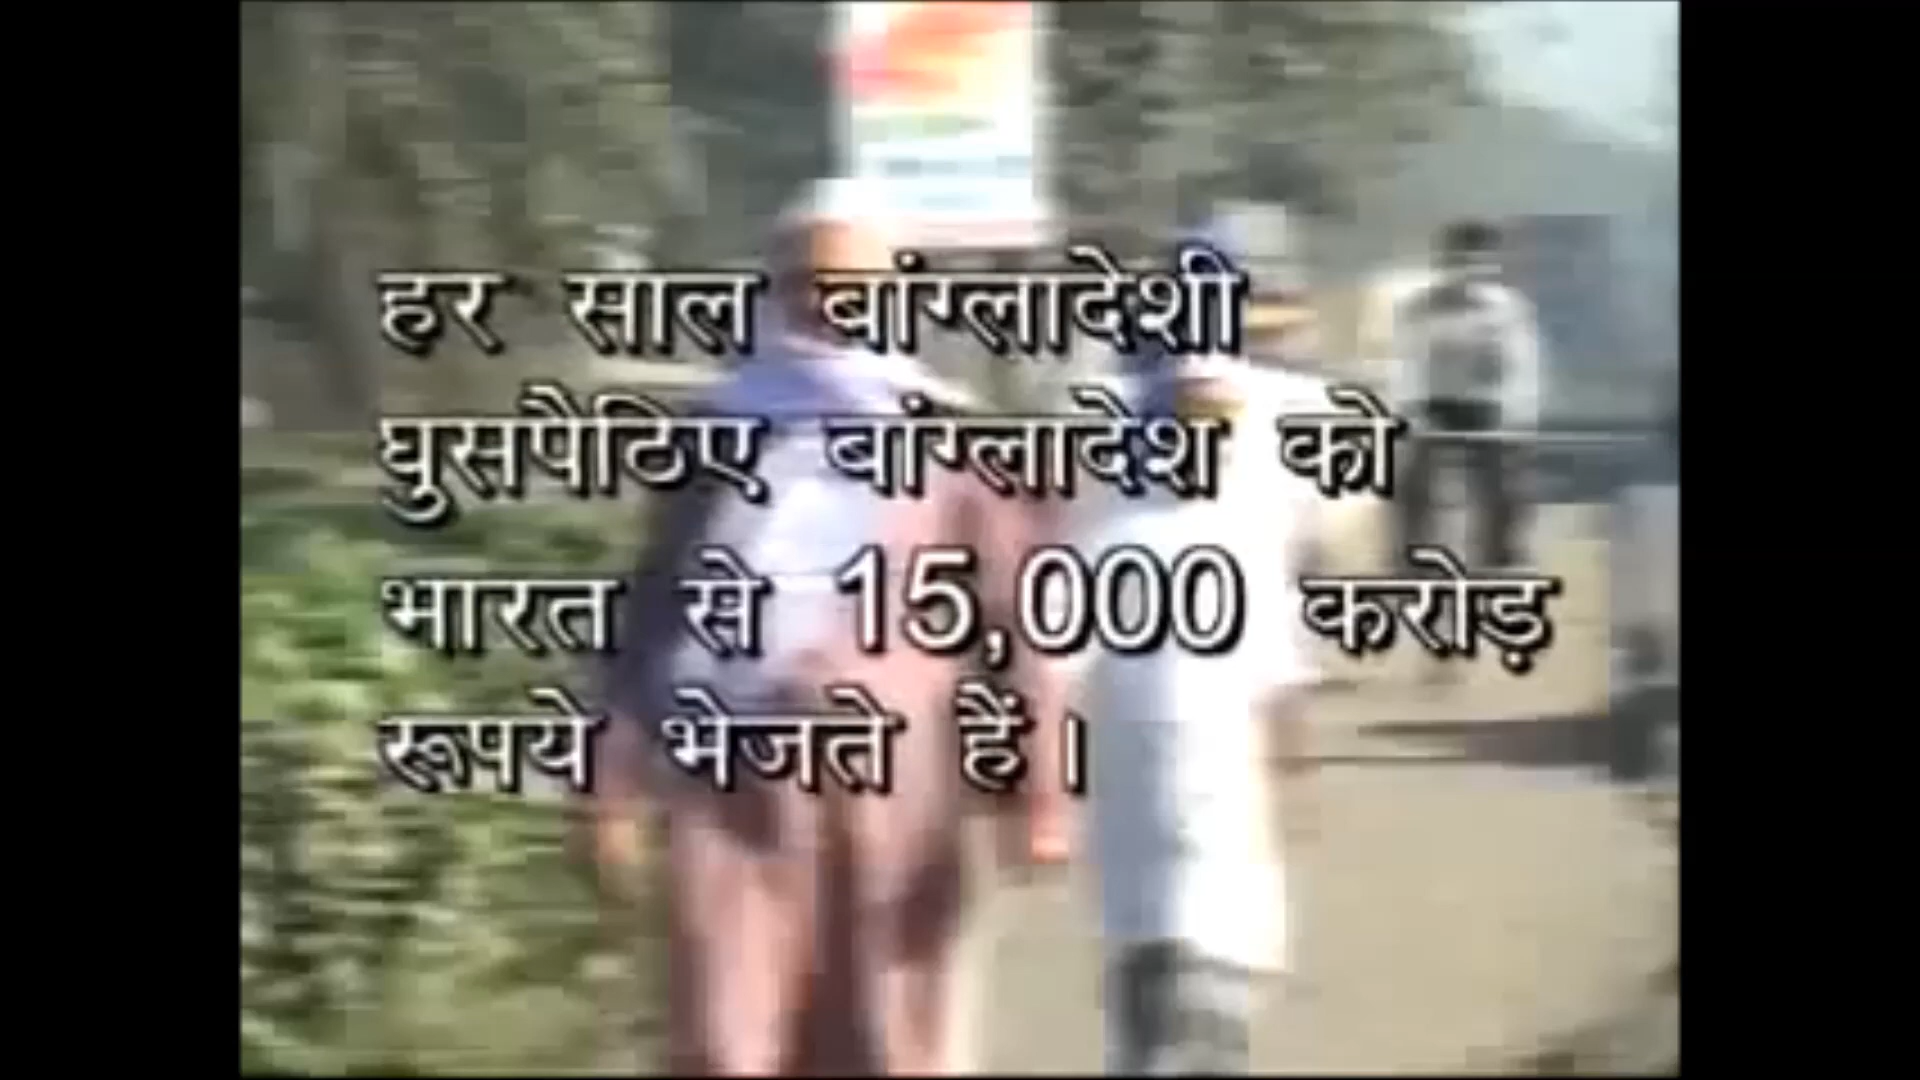 हर साल बांग्लादेशी
घुसपैठिए बांग्लादेश को
भारत से 15,000 करोड़
रूपये भेजते हैं।